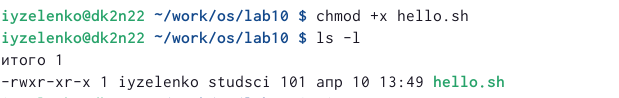 iyzelenko@dk2n22 ~/work/os/lab10 $ chmod +x hello.sh
iyzelenko@dk2n22 ~/work/os/lab10 $ ls -l
итого 1
-rwxr-xr-x 1 iyzelenko studsci 101 апр 10 13:49 hello.sh